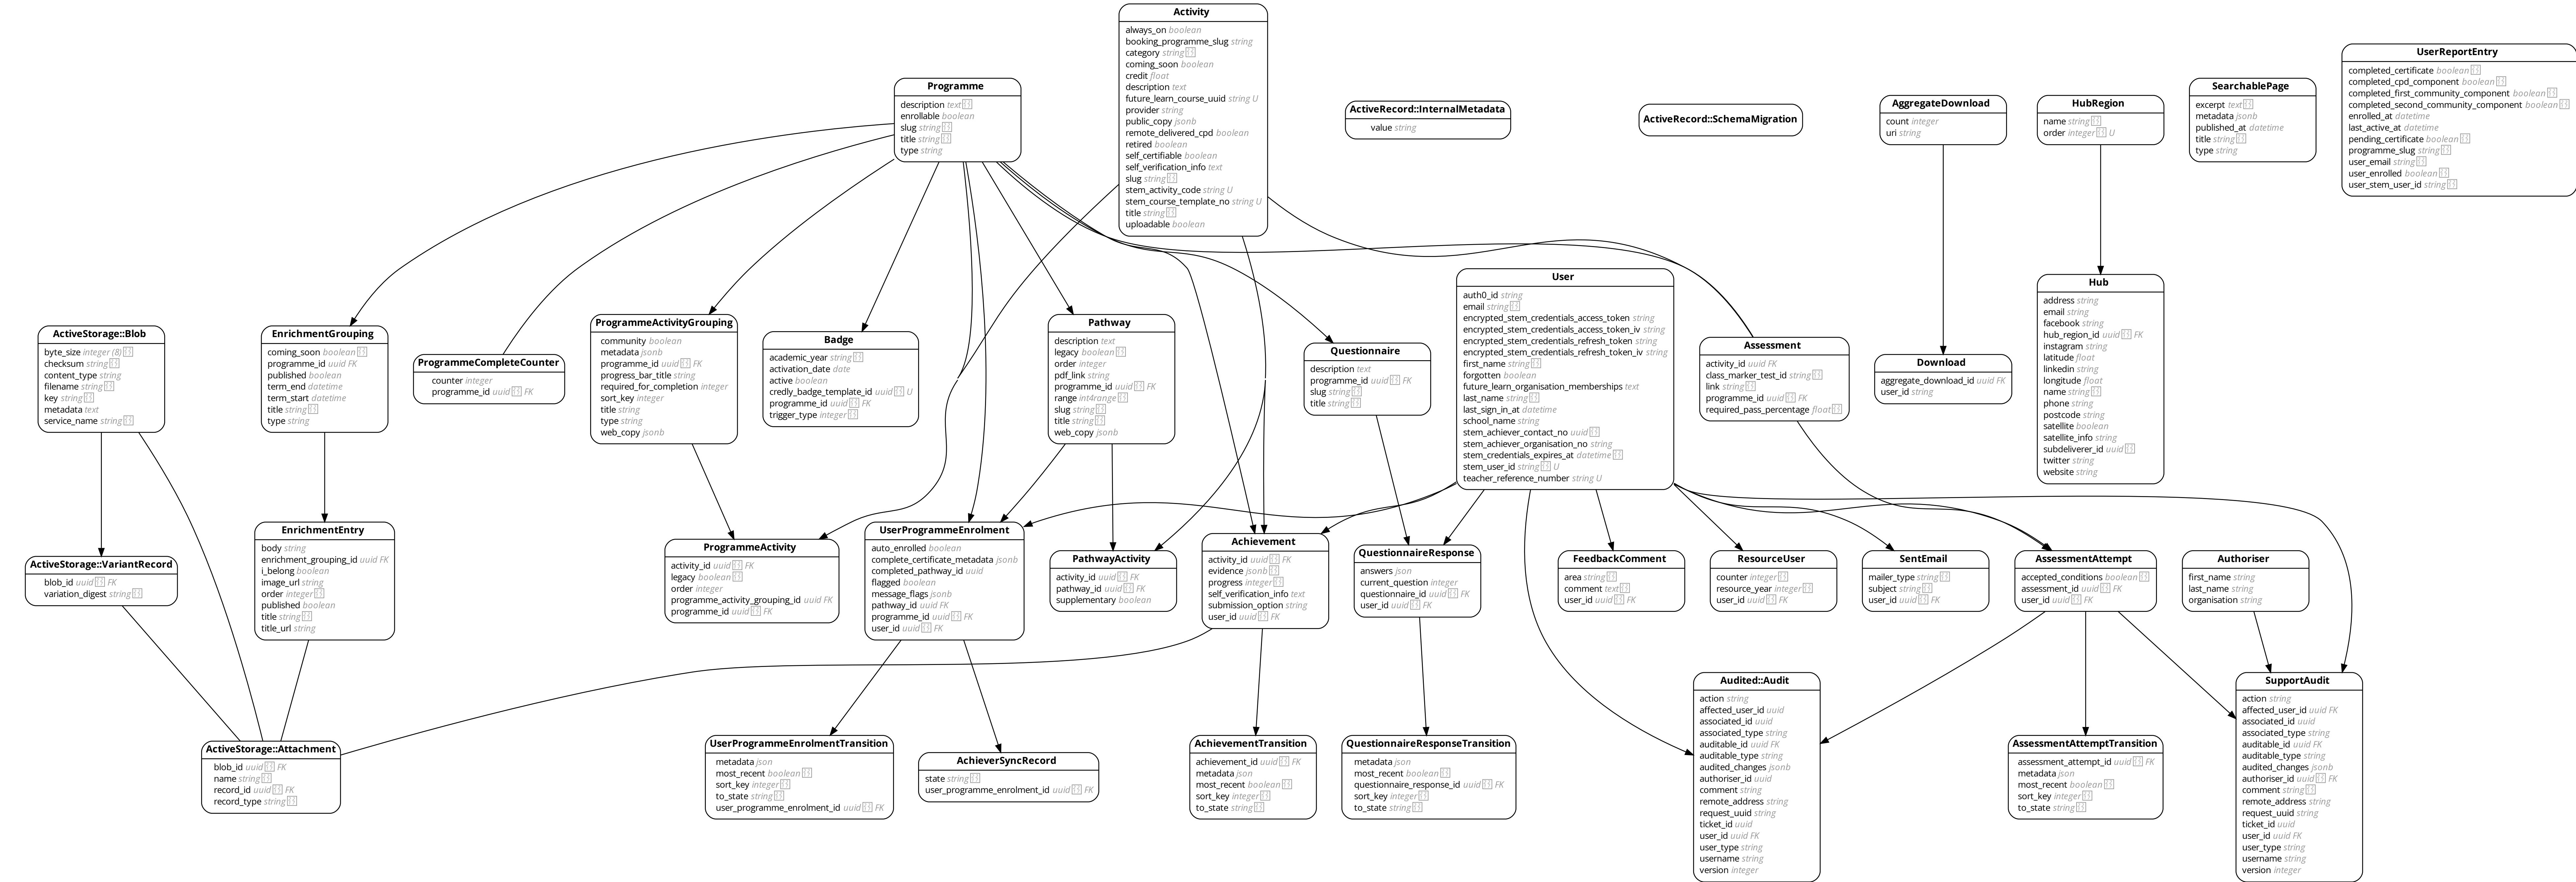 Activity
always_on boolean
booking_programme_slug string
category string
coming_soon boolean
credit float
description text
future_learn_course_uuid string U
provider string
public_copy jsonb
remote_delivered_cpd boolean
retired boolean
self_certifiable boolean
self_verification_info text
slug string
stem_activity_code string U
stem_course_template_no string U
title string
uploadable boolean
UserReportEntry
completed_certificate boolean
completed_cpd_component boolean
completed_first_community_component boolean
completed_second_community_component boolean
enrolled_at datetime
last_active_at datetime
pending_certificate boolean
programme_slug string
user_email string
user_enrolled boolean
user_stem_user_id string
Programme
description text
enrollable boolean
slug string
title string
type string
ActiveRecord::InternalMetadata
value string
ActiveRecord::SchemaMigration
AggregateDownload
count integer
uri string
HubRegion
name string
order integer U
SearchablePage
excerpt text
metadata jsonb
published_at datetime
title string
type string
User
auth0_id string
email string
encrypted_stem_credentials_access_token string
encrypted_stem_credentials_access_token_iv string
encrypted_stem_credentials_refresh_token string
encrypted_stem_credentials_refresh_token_iv string
first_name string
forgotten boolean
future_learn_organisation_memberships text
last_name string
last_sign_in_at datetime
school_name string
stem_achiever_contact_no uuid
stem_achiever_organisation_no string
stem_credentials_expires_at datetime
stem_user_id string U
teacher_reference_number string U
Hub
address string
email string
facebook string
hub_region_id uuid FK
instagram string
latitude float
linkedin string
longitude float
name string
phone string
postcode string
satellite boolean
satellite_info string
subdeliverer_id uuid
twitter string
website string
ActiveStorage::Blob
byte_size integer (8)
checksum string
content_type string
filename string
key string
metadata text
service_name string
EnrichmentGrouping
coming_soon boolean
programme_id uuid FK
published boolean
term_end datetime
term_start datetime
title string
type string
ProgrammeCompleteCounter
counter integer
programme_id uuid FK
ProgrammeActivityGrouping
community boolean
metadata jsonb
programme_id uuid FK
progress_bar_title string
required_for_completion integer
sort_key integer
title string
type string
web_copy jsonb
Badge
academic_year string
activation_date date
active boolean
credly_badge_template_id uuid U
programme_id uuid FK
trigger_type integer
Pathway
description text
legacy boolean
order integer
pdf_link string
programme_id uuid FK
range int4range
slug string
title string
web_copy jsonb
Questionnaire
description text
programme_id uuid FK
slug string
title string
Assessment
activity_id uuid FK
class_marker_test_id string
link string
programme_id uuid FK
required_pass_percentage float
Download
aggregate_download_id uuid FK
user_id string
ActiveStorage::VariantRecord
blob_id uuid FK
variation_digest string
EnrichmentEntry
body string
enrichment_grouping_id uuid FK
i_belong boolean
image_url string
order integer
published boolean
title string
title_url string
ProgrammeActivity
activity_id uuid FK
legacy boolean
order integer
programme_activity_grouping_id uuid FK
programme_id uuid FK
UserProgrammeEnrolment
auto_enrolled boolean
complete_certificate_metadata jsonb
completed_pathway_id uuid
flagged boolean
message_flags jsonb
pathway_id uuid FK
programme_id uuid FK
user_id uuid FK
PathwayActivity
activity_id uuid FK
pathway_id uuid FK
supplementary boolean
Achievement
activity_id uuid FK
evidence jsonb
progress integer
self_verification_info text
submission_option string
user_id uuid FK
QuestionnaireResponse
answers json
current_question integer
questionnaire_id uuid FK
user_id uuid FK
FeedbackComment
area string
comment text
user_id uuid FK
ResourceUser
counter integer
resource_year integer
user_id uuid FK
SentEmail
mailer_type string
subject string
user_id uuid FK
AssessmentAttempt
accepted_conditions boolean
assessment_id uuid FK
user_id uuid FK
Authoriser
first_name string
last_name string
organisation string
ActiveStorage::Attachment
blob_id uuid FK
name string
record_id uuid FK
record_type string
UserProgrammeEnrolmentTransition
metadata json
most_recent boolean
sort_key integer
to_state string
user_programme_enrolment_id uuid FK
AchieverSyncRecord
state string
user_programme_enrolment_id uuid FK
AchievementTransition
achievement_id uuid FK
metadata json
most_recent boolean
sort_key integer
to_state string
QuestionnaireResponseTransition
metadata json
most_recent boolean
questionnaire_response_id uuid FK
sort_key integer
to_state string
Audited::Audit
action string
affected_user_id uuid
associated_id uuid
associated_type string
auditable_id uuid FK
auditable_type string
audited_changes jsonb
authoriser_id uuid
comment string
remote_address string
request_uuid string
ticket_id uuid
user_id uuid FK
user_type string
username string
version integer
AssessmentAttemptTransition
assessment_attempt_id uuid FK
metadata json
most_recent boolean
sort_key integer
to_state string
SupportAudit
action string
affected_user_id uuid FK
associated_id uuid
associated_type string
auditable_id uuid FK
auditable_type string
audited_changes jsonb
authoriser_id uuid FK
comment string
remote_address string
request_uuid string
ticket_id uuid
user_id uuid FK
user_type string
username string
version integer